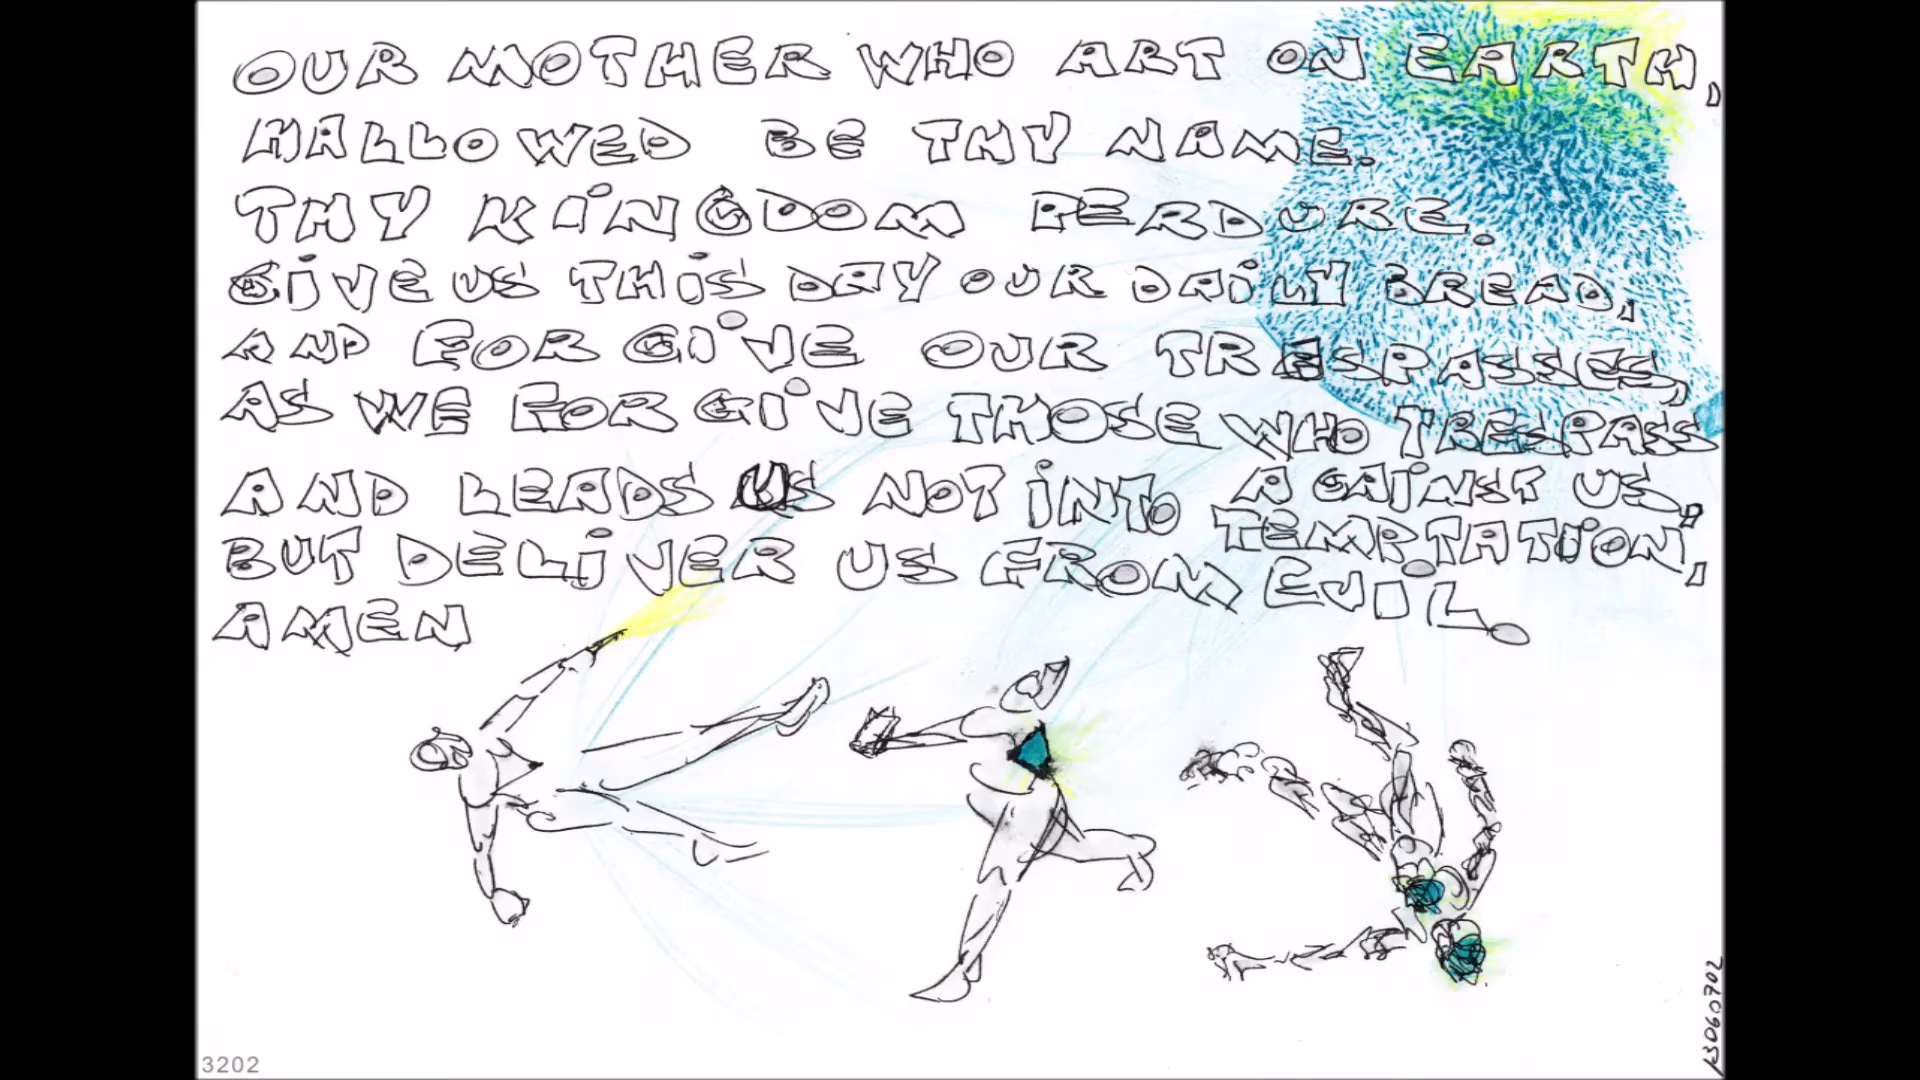 OUR MOTHER WHO ART ON EARTH,
HALLOWED BE THY NAME.
THY KINGDOM PERDURE.
GIVE US THIS DAY OUR DAILY BREAD,
AND FORGIVE OUR TRESPASSES,
AS WE FORGIVE THOSE WHO TRESPASS
AGAINST US,
AND LEADS US NOT INTO TEMPTATION,
BUT DELIVER US FROM EVIL.
AMEN
3202